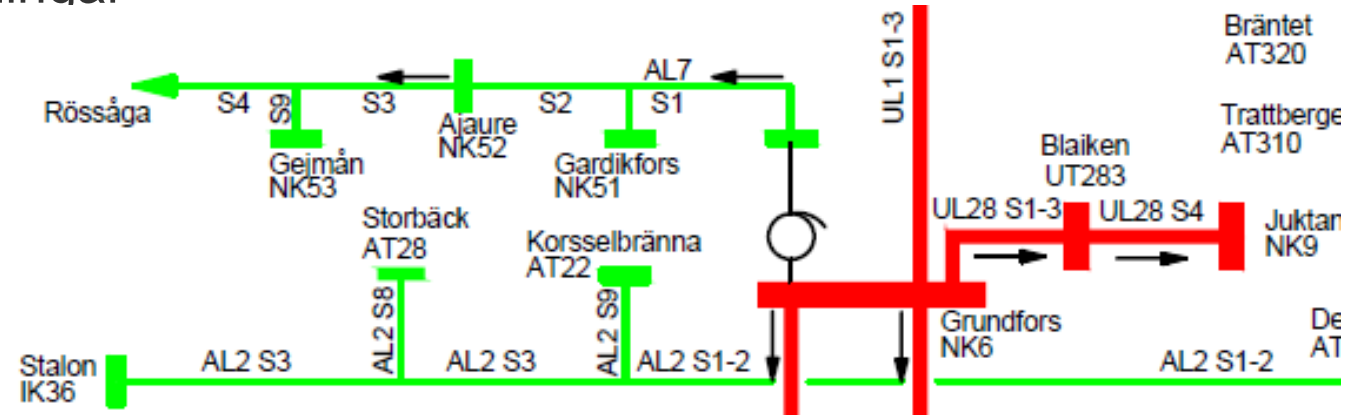 AL7
UL1 S1-3
Bräntet
AT320
Rössåga
S4
S9
S3
S2
S1
Ajaure
NK52
Gejmån
NK53
Gardikfors
NK51
Trattberge
AT310
Blaiken
UT283
UL28 S1-3
UL28 S4
Juktan
NK9
Storbäck
AT28
Korsselbränna
AT22
AL2 S8
AL2 S9
Grundfors
NK6
De
AT
Stalon
IK36
AL2 S3
AL2 S3
AL2 S1-2
AL2 S1-2